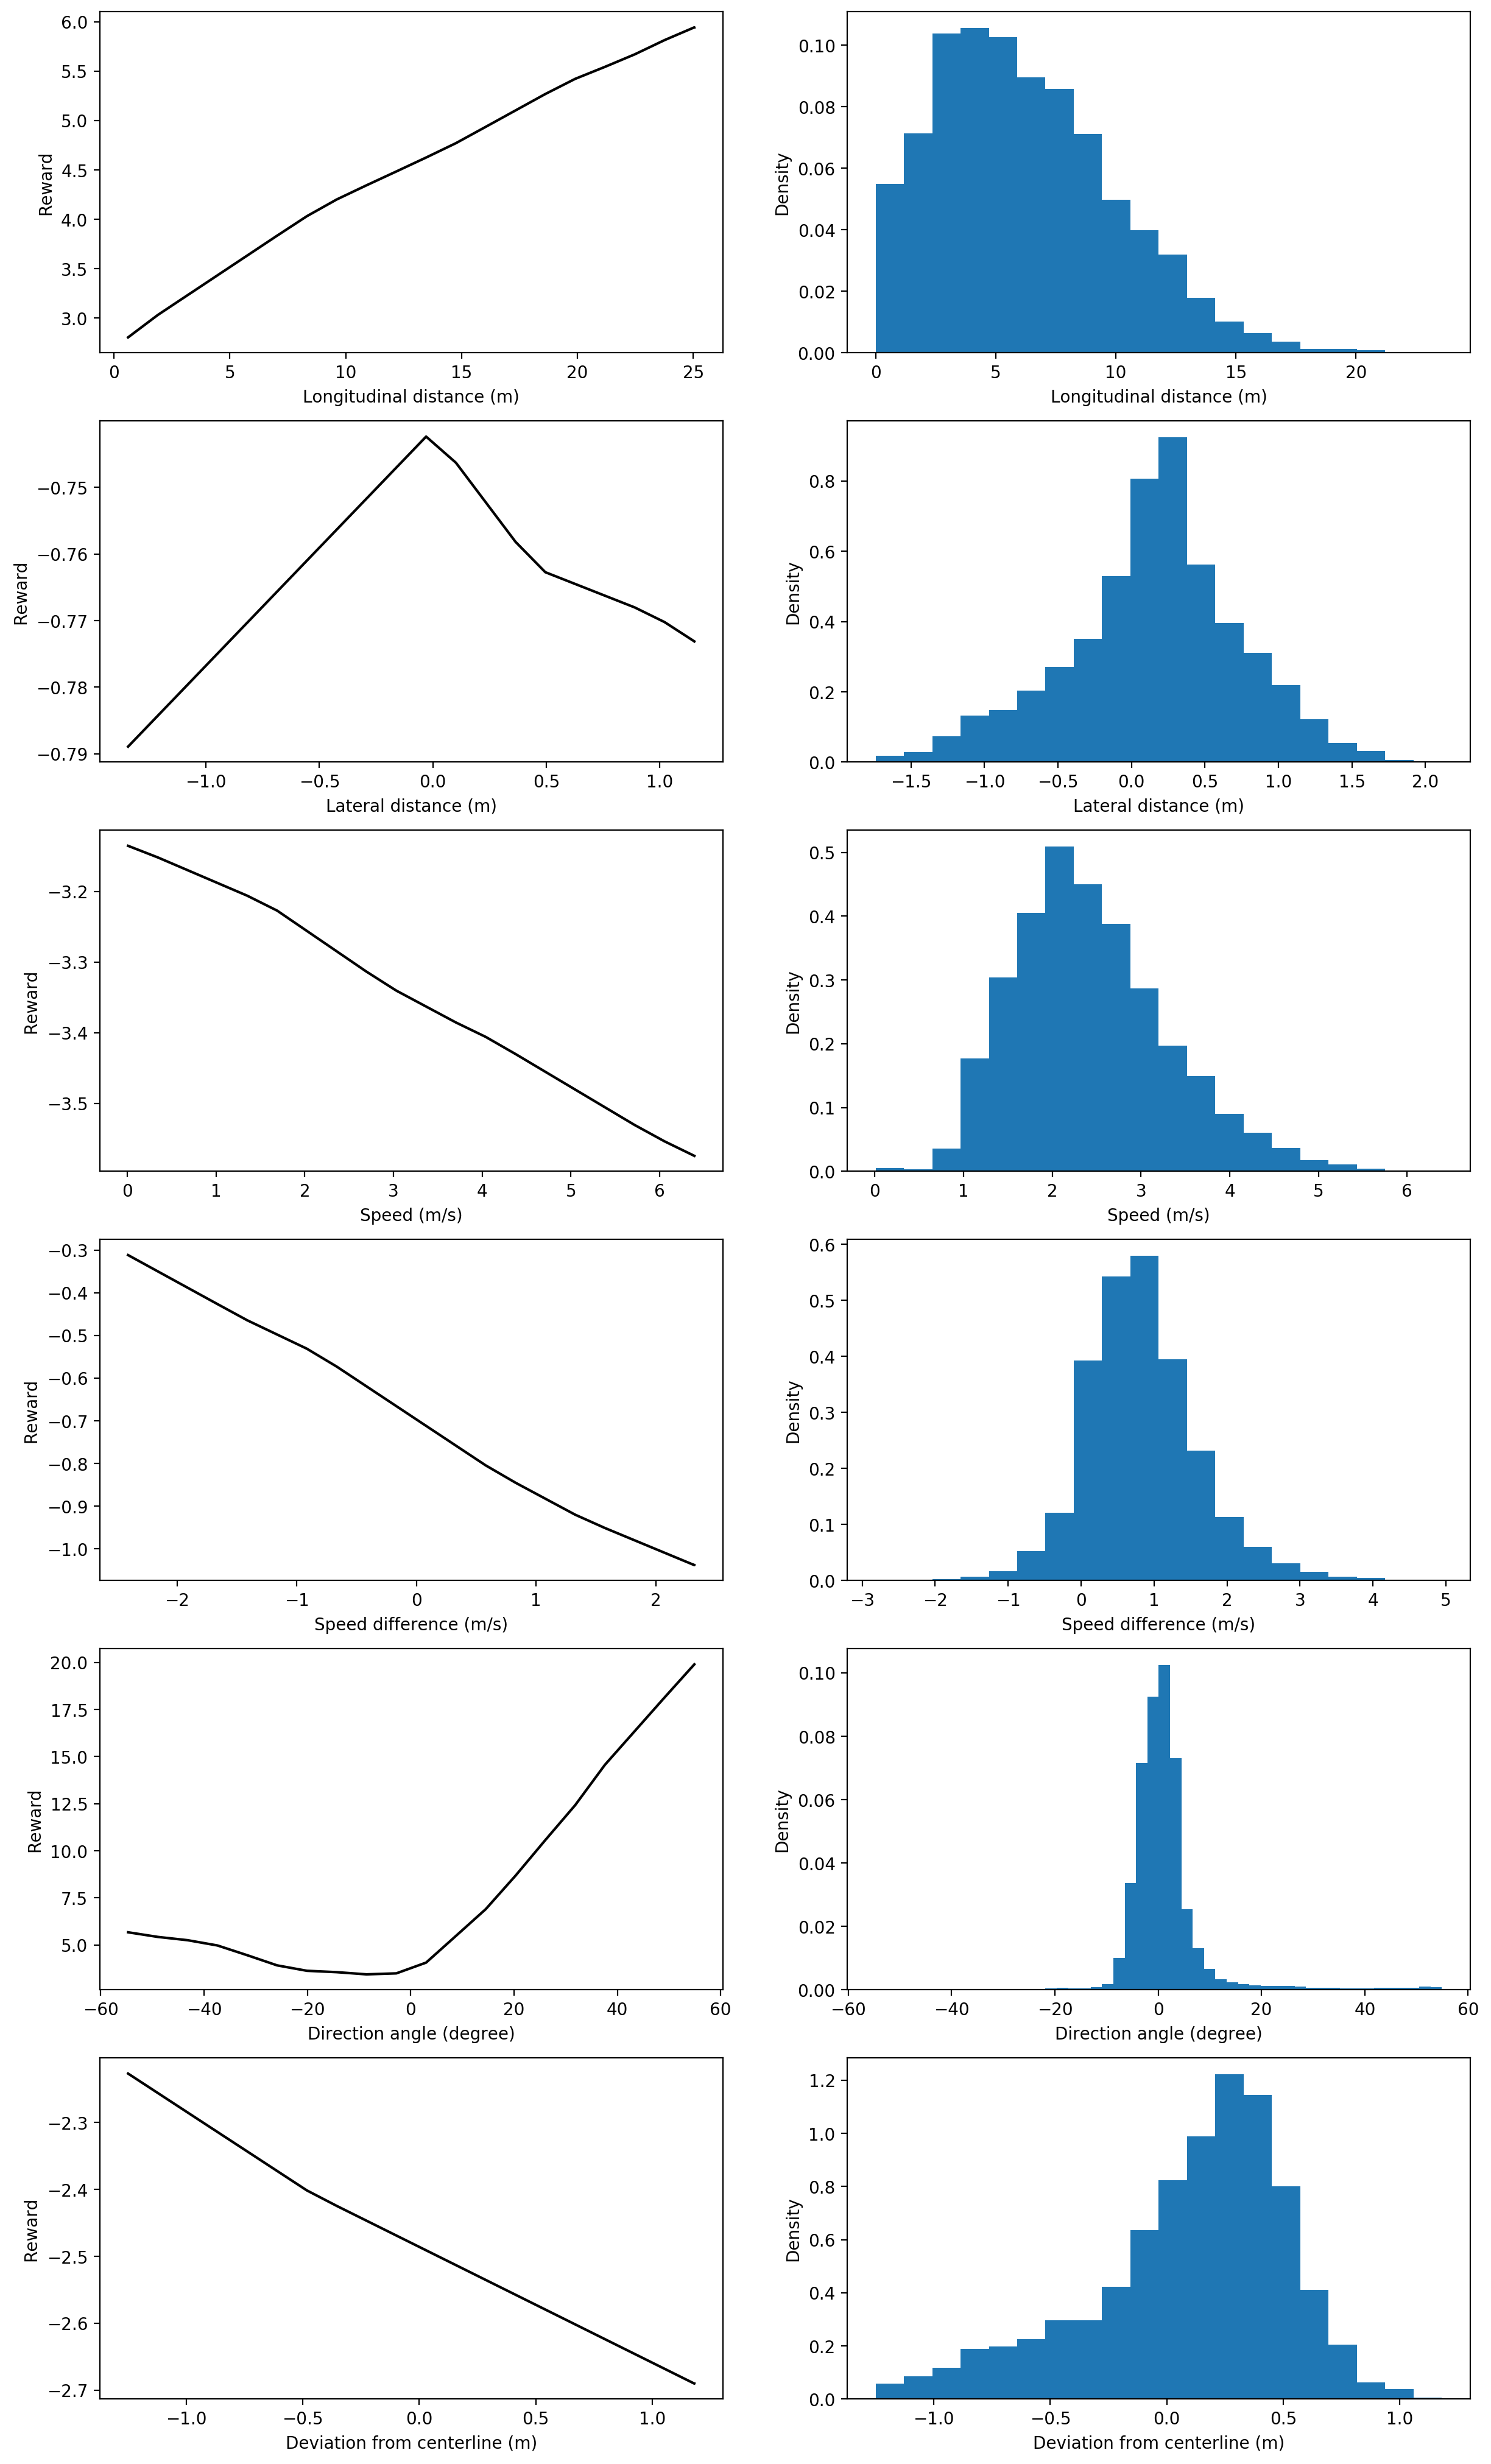 6.0
5.5
5.0
4.5
4.0
3.5
3.0
Reward
0 5 10 15 20 25
Longitudinal distance (m)
0.10
0.08
0.06
0.04
0.02
0.00
Density
0 5 10 15 20
Longitudinal distance (m)
−0.75
−0.76
−0.77
−0.78
−0.79
Reward
−1.0 −0.5 0.0 0.5 1.0
Lateral distance (m)
0.8
0.6
0.4
0.2
0.0
Density
−1.5 −1.0 −0.5 0.0 0.5 1.0 1.5 2.0
Lateral distance (m)
−3.2
−3.3
−3.4
−3.5
Reward
0 1 2 3 4 5 6
Speed (m/s)
0.5
0.4
0.3
0.2
0.1
0.0
Density
0 1 2 3 4 5 6
Speed (m/s)
−0.3
−0.4
−0.5
−0.6
−0.7
−0.8
−0.9
−1.0
Reward
−2 −1 0 1 2
Speed difference (m/s)
0.6
0.5
0.4
0.3
0.2
0.1
0.0
Density
−3 −2 −1 0 1 2 3 4 5
Speed difference (m/s)
20.0
17.5
15.0
12.5
10.0
7.5
5.0
Reward
−60 −40 −20 0 20 40 60
Direction angle (degree)
0.10
0.08
0.06
0.04
0.02
0.00
Density
−60 −40 −20 0 20 40 60
Direction angle (degree)
−2.3
−2.4
−2.5
−2.6
−2.7
Reward
−1.0 −0.5 0.0 0.5 1.0
Deviation from centerline (m)
1.2
1.0
0.8
0.6
0.4
0.2
0.0
Density
−1.0 −0.5 0.0 0.5 1.0
Deviation from centerline (m)